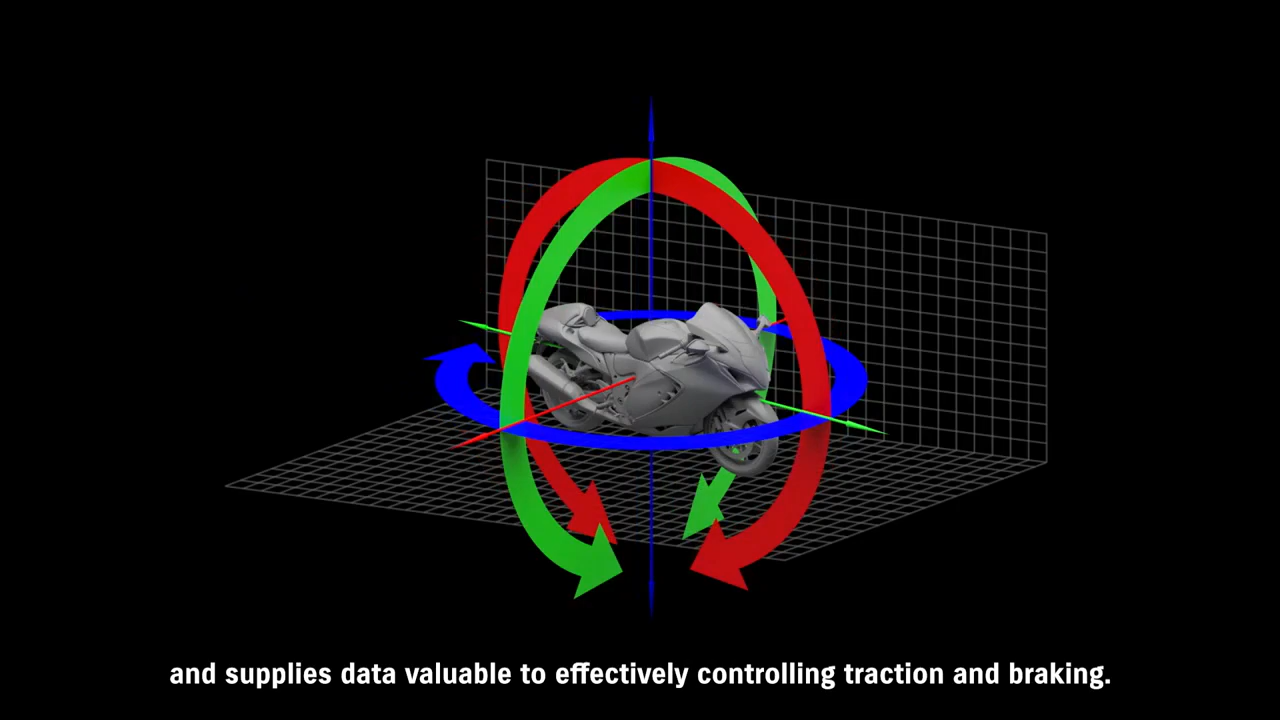 and supplies data valuable to effectively controlling traction and braking.